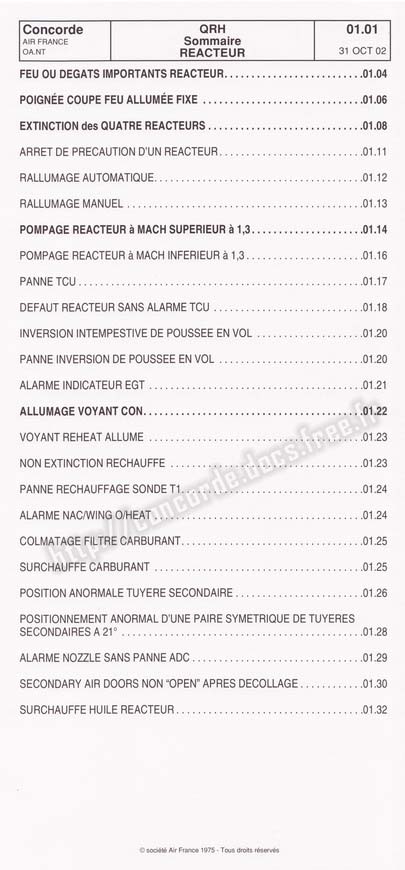 Concorde
AIR FRANCE
OA.NT
QRH
Sommaire
REACTEUR
01.01
31 OCT 02
FEU OU DEGATS IMPORTANTS REACTEUR. . . . . . . . . . . . . . . . . . . . . .01.04
POIGNÉE COUPE FEU ALLUMÉE FIXE . . . . . . . . . . . . . . . . . . . . . . . . . .01.06
EXTINCTION des QUATRE REACTEURS . . . . . . . . . . . . . . . . . . . . . . . .01.08
ARRET DE PRECAUTION D'UN REACTEUR. . . . . . . . . . . . . . . . . . . . . .01.11
RALLUMAGE AUTOMATIQUE. . . . . . . . . . . . . . . . . . . . . . . . . . . . . . . . .01.12
RALLUMAGE MANUEL . . . . . . . . . . . . . . . . . . . . . . . . . . . . . . . . . . . . .01.13
POMPAGE REACTEUR à MACH SUPERIEUR à 1,3. . . . . . . . . . . . . . . . .01.14
POMPAGE REACTEUR à MACH INFERIEUR à 1,3. . . . . . . . . . . . . . . . . .01.16
PANNE TCU . . . . . . . . . . . . . . . . . . . . . . . . . . . . . . . . . . . . . . . . . . . .01.17
DEFAUT REACTEUR SANS ALARME TCU . . . . . . . . . . . . . . . . . . . . . . .01.18
INVERSION INTEMPESTIVE DE POUSSEE EN VOL . . . . . . . . . . . . . . . .01.20
PANNE INVERSION DE POUSSEE EN VOL . . . . . . . . . . . . . . . . . . . . . .01.20
ALARME INDICATEUR EGT . . . . . . . . . . . . . . . . . . . . . . . . . . . . . . . . .01.21
ALLUMAGE VOYANT CON. . . . . . . . . . . . . . . . . . . . . . . . . . . . . . . . . .01.22
VOYANT REHEAT ALLUME . . . . . . . . . . . . . . . . . . . . . . . . . . . . . . . . .01.23
NON EXTINCTION RECHAUFFE . . . . . . . . . . . . . . . . . . . . . . . . . . . . . .01.23
PANNE RECHAUFFAGE SONDE T1. . . . . . . . . . . . . . . . . . . . . . . . . . . .01.24
ALARME NAC/WING O/HEAT . . . . . . . . . . . . . . . . . . . . . . . . . . . . . . . .01.24
COLMATAGE FILTRE CARBURANT. . . . . . . . . . . . . . . . . . . . . . . . . . . .01.25
SURCHAUFFE CARBURANT . . . . . . . . . . . . . . . . . . . . . . . . . . . . . . . .01.25
POSITION ANORMALE TUYERE SECONDAIRE . . . . . . . . . . . . . . . . . . . .01.26
POSITIONNEMENT ANORMAL D'UNE PAIRE SYMETRIQUE DE TUYERES
SECONDAIRES A 21° . . . . . . . . . . . . . . . . . . . . . . . . . . . . . . . . . . . . .01.28
ALARME NOZZLE SANS PANNE ADC . . . . . . . . . . . . . . . . . . . . . . . . . .01.29
SECONDARY AIR DOORS NON “OPEN” APRES DECOLLAGE . . . . . . . . . .01.30
SURCHAUFFE HUILE REACTEUR . . . . . . . . . . . . . . . . . . . . . . . . . . . .01.32
http://concorde.docs.free.fr
© société Air France 1975 - Tous droits réservés